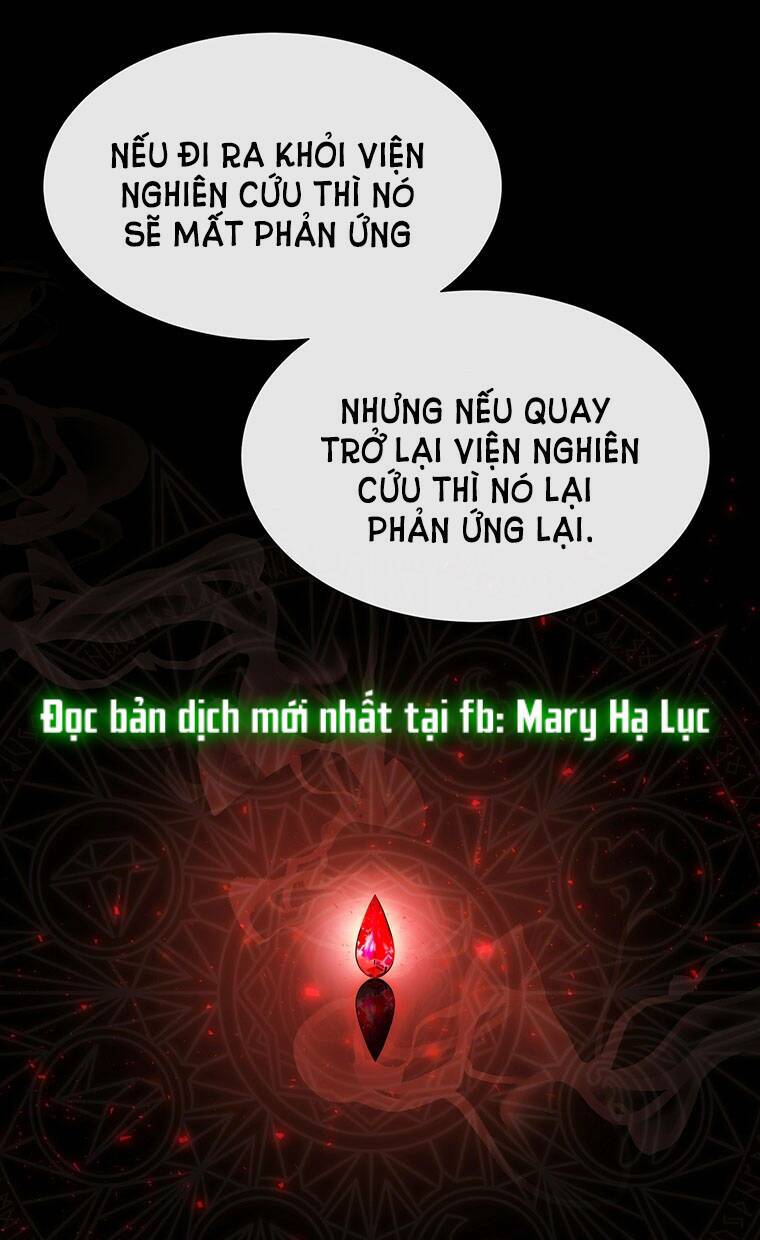 NẾU ĐI RA KHỎI VIỆN
NGHIÊN CỨU THÌ NÓ
SẼ MẤT PHẢN ỨNG
NHƯNG NẾU QUAY
TRỞ LẠI VIỆN NGHIÊN
CỨU THÌ NÓ LẠI
PHẢN ỨNG LẠI.
Đọc bản dịch mới nhất tại fb: Mary Hạ Lục